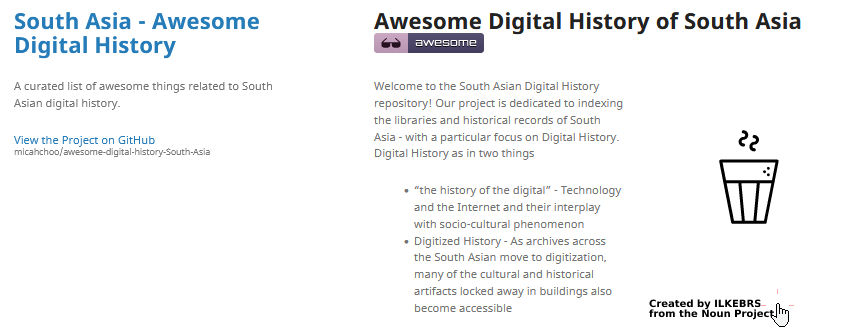 South Asia - Awesome
Digital History
A curated list of awesome things related to South
Asian digital history.
View the Project on GitHub
micahchoo/awesome-digital-history-South-Asia
Awesome Digital History of South Asia
awesome
Welcome to the South Asian Digital History
repository! Our project is dedicated to indexing
the libraries and historical records of South
Asia - with a particular focus on Digital History.
Digital History as in two things
• “the history of the digital” - Technology
and the Internet and their interplay
with socio-cultural phenomenon
• Digitized History - As archives across
the South Asian move to digitization,
many of the cultural and historical
artifacts locked away in buildings also
become accessible
Created by ILKEBRS
from the Noun Project